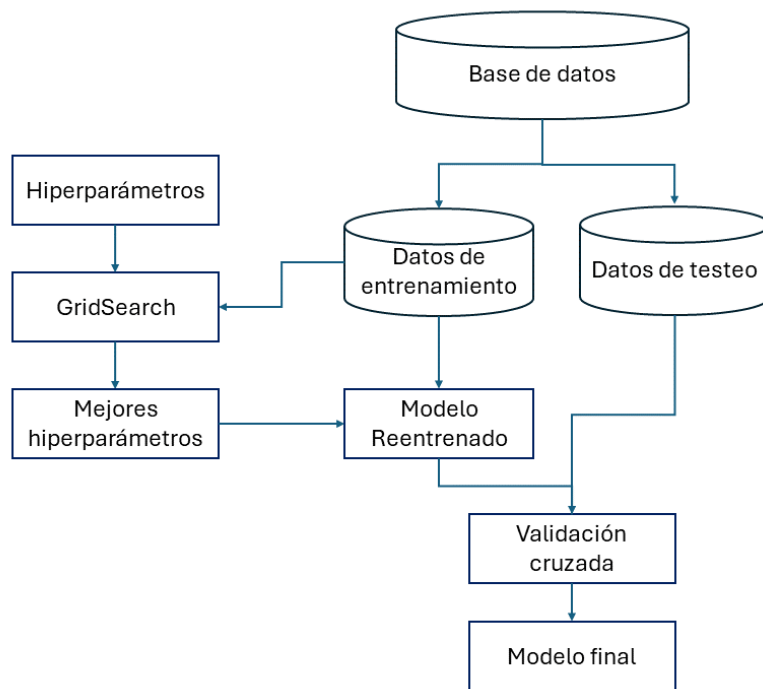 Base de datos
Hiperparámetros
Datos de
entrenamiento
Datos de testeo
GridSearch
Mejores
hiperparámetros
Modelo
Reentrenado
Validación
cruzada
Modelo final